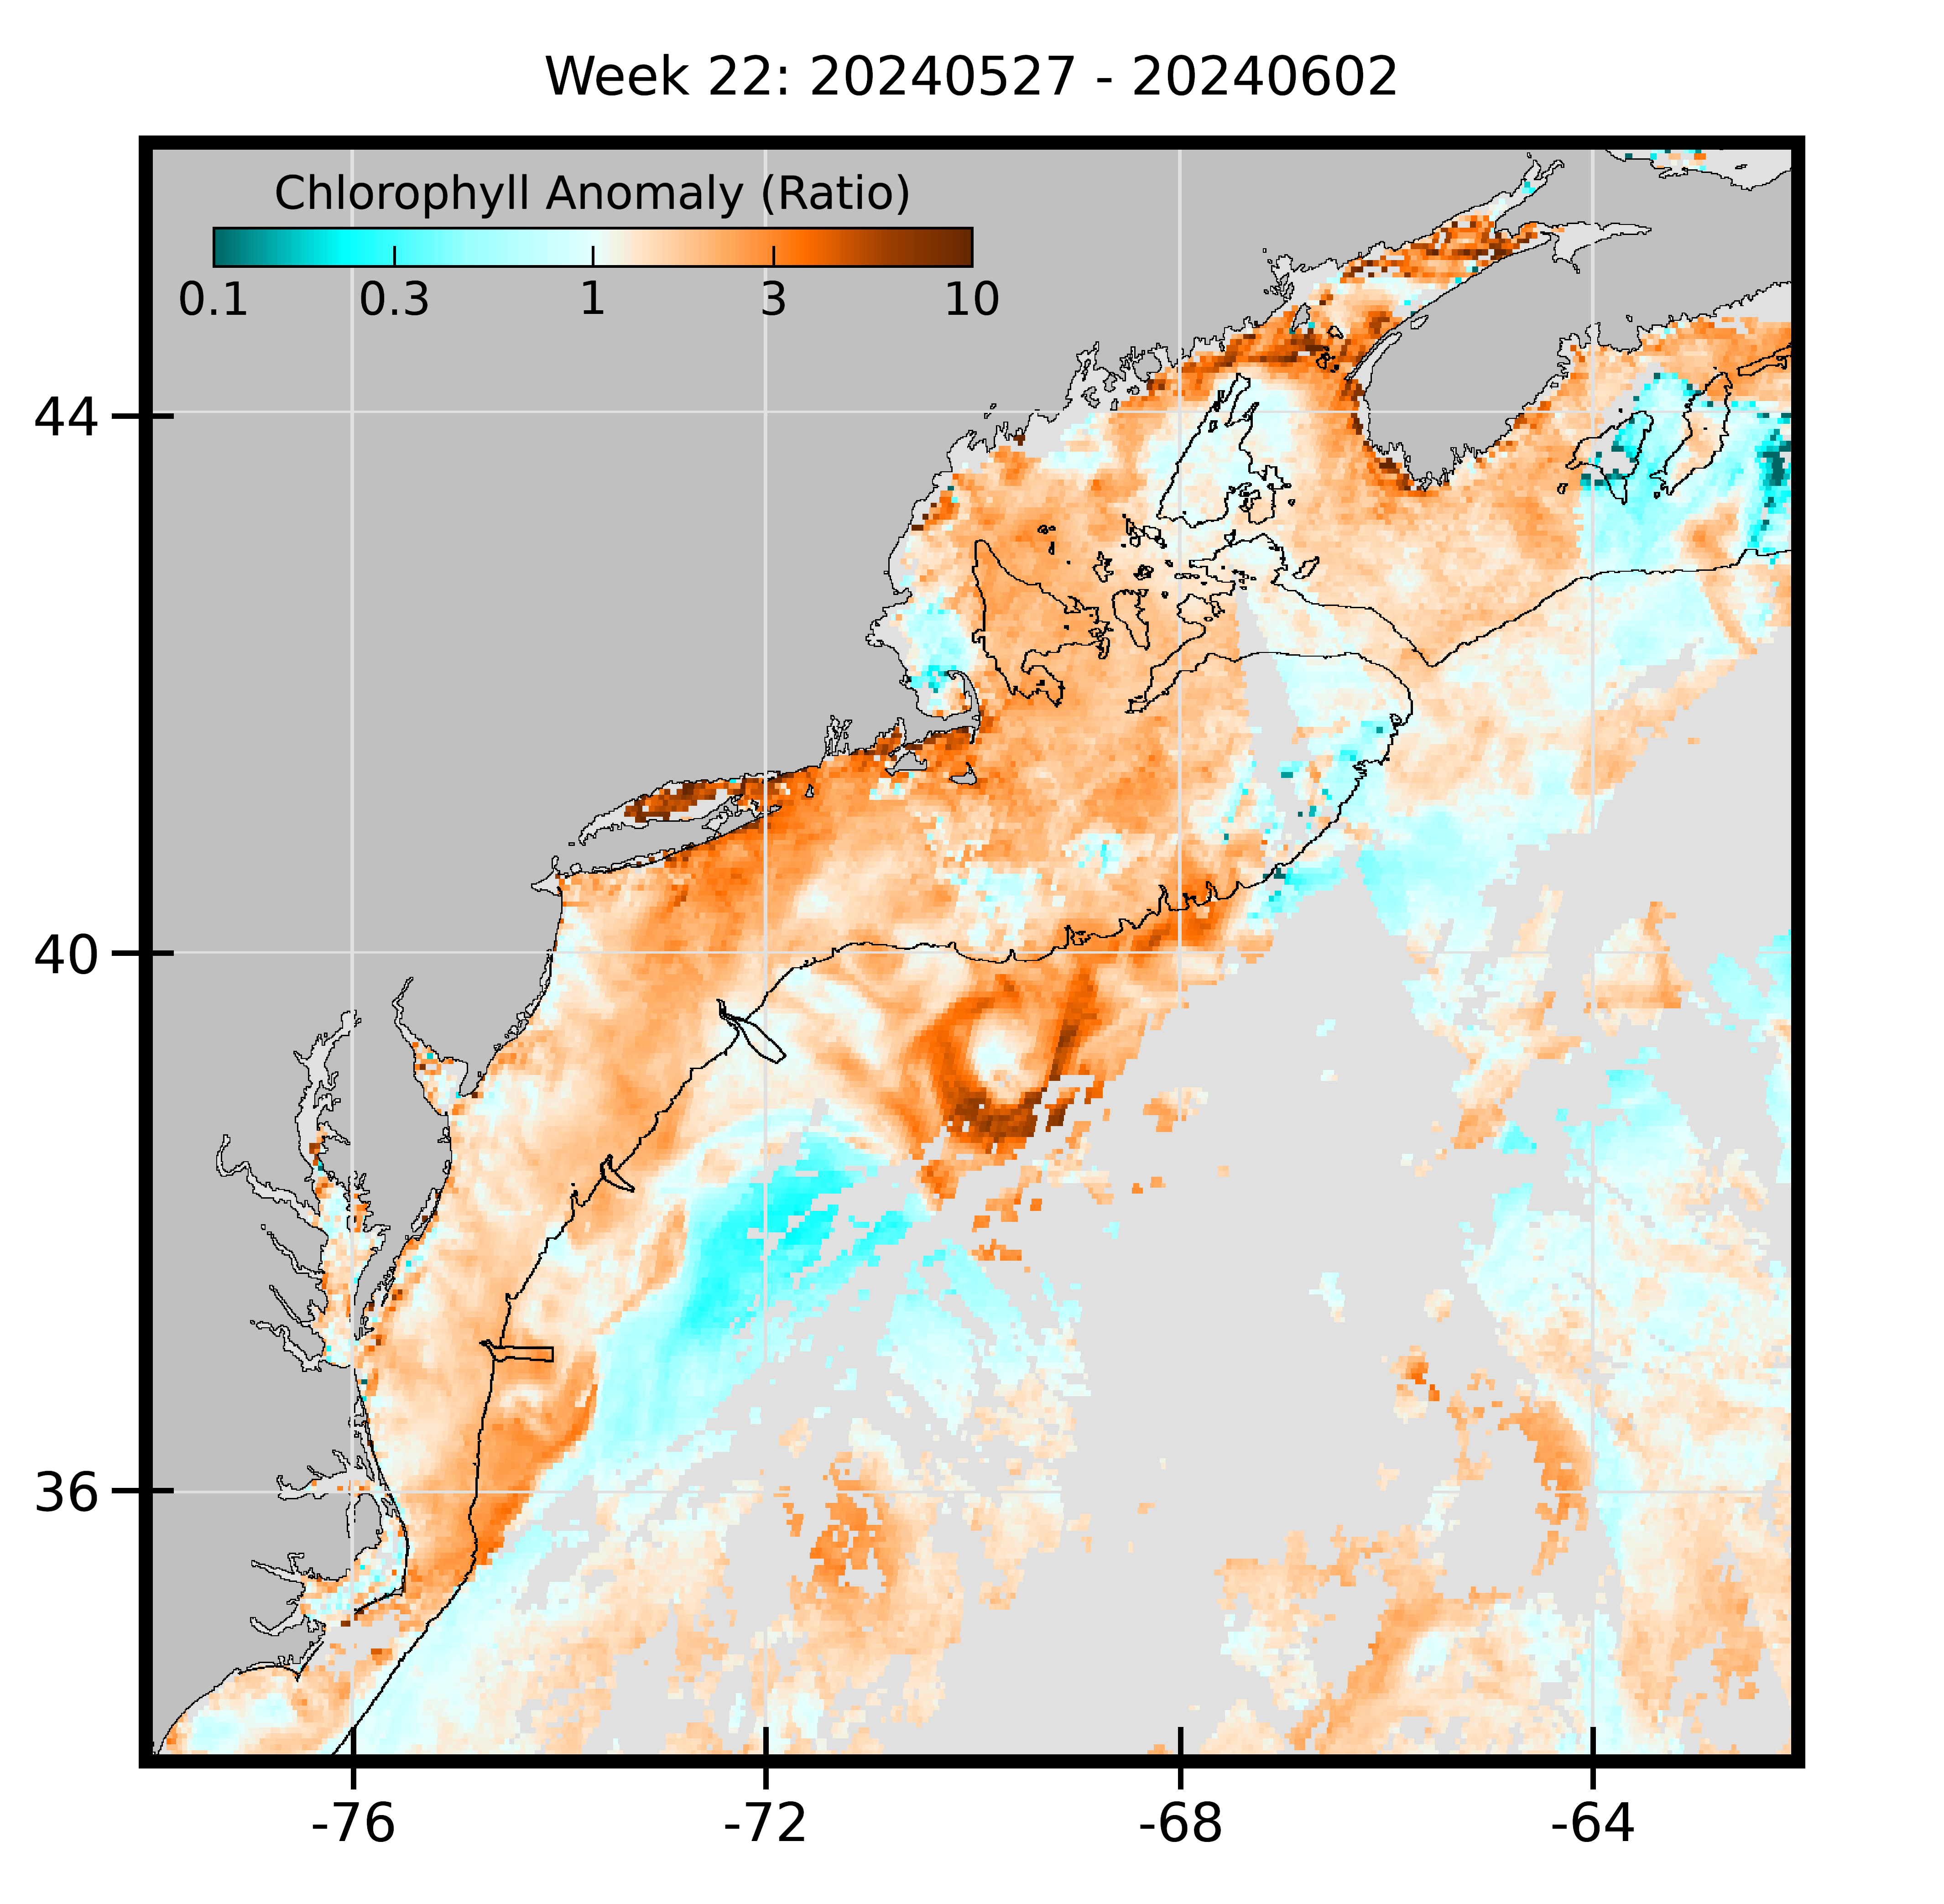 Week 22: 20240527 - 20240602
Chlorophyll Anomaly (Ratio)
0.1 0.3 1 3 10
44
40
36
-76 -72 -68 -64